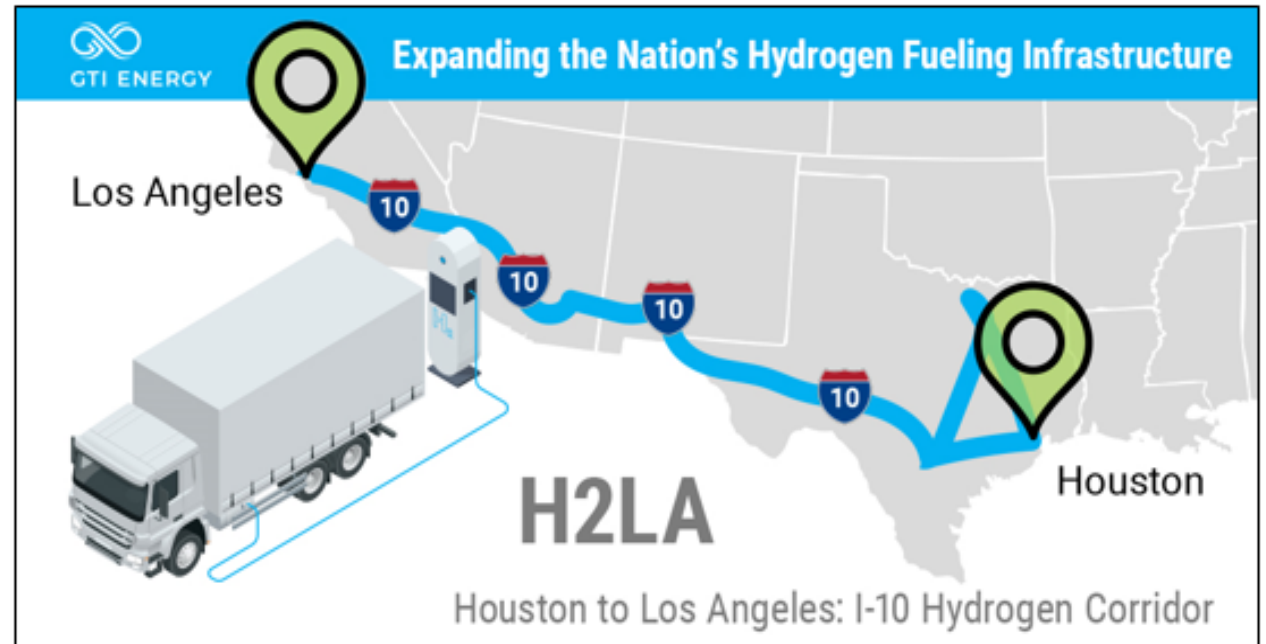 GTI ENERGY
Expanding the Nation's Hydrogen Fueling Infrastructure
Los Angeles
10
10
10
10
H2
Houston
H2LA
Houston to Los Angeles: I-10 Hydrogen Corridor